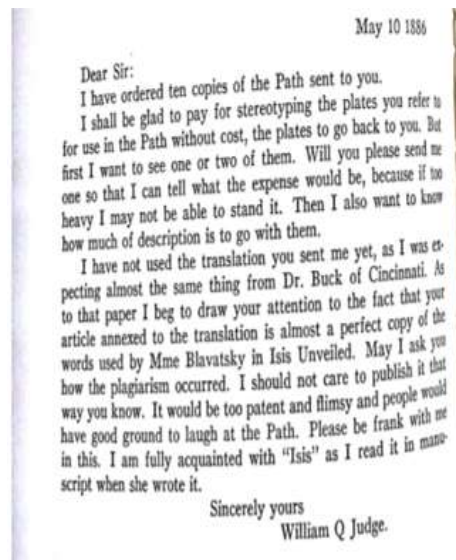 May 10 1886
Dear Sir:
I have ordered ten copies of the Path sent to you.
I shall be glad to pay for stereotyping the plates you refer to
for use in the Path without cost, the plates to go back to you. But
first I want to see one or two of them. Will you please send me
one so that I can tell what the expense would be, because if too
heavy I may not be able to stand it. Then I also want to know
how much of description is to go with them.
I have not used the translation you sent me yet, as I was ex-
pecting almost the same thing from Dr. Buck of Cincinnati. As
to that paper I beg to draw your attention to the fact that your
article annexed to the translation is almost a perfect copy of the
words used by Mme Blavatsky in Isis Unveiled. May I ask you
how the plagiarism occurred. I should not care to publish it that
way you know. It would be too patent and flimsy and people would
have good ground to laugh at the Path. Please be frank with me
in this. I am fully acquainted with "Isis" as I read it in manu-
script when she wrote it.
Sincerely yours
William Q Judge.